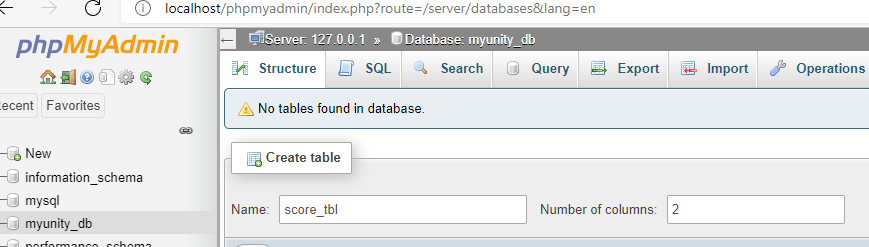 localhost/phpmyadmin/index.php?route=/server/databases&lang=en
phpMyAdmin
Recent Favorites
New
information_schema
mysql
myunity_db
performance_schema
Server: 127.0.0.1 » Database: myunity_db
Structure SQL Search Query Export Import Operations
No tables found in database.
Create table
Name: score_tbl Number of columns: 2